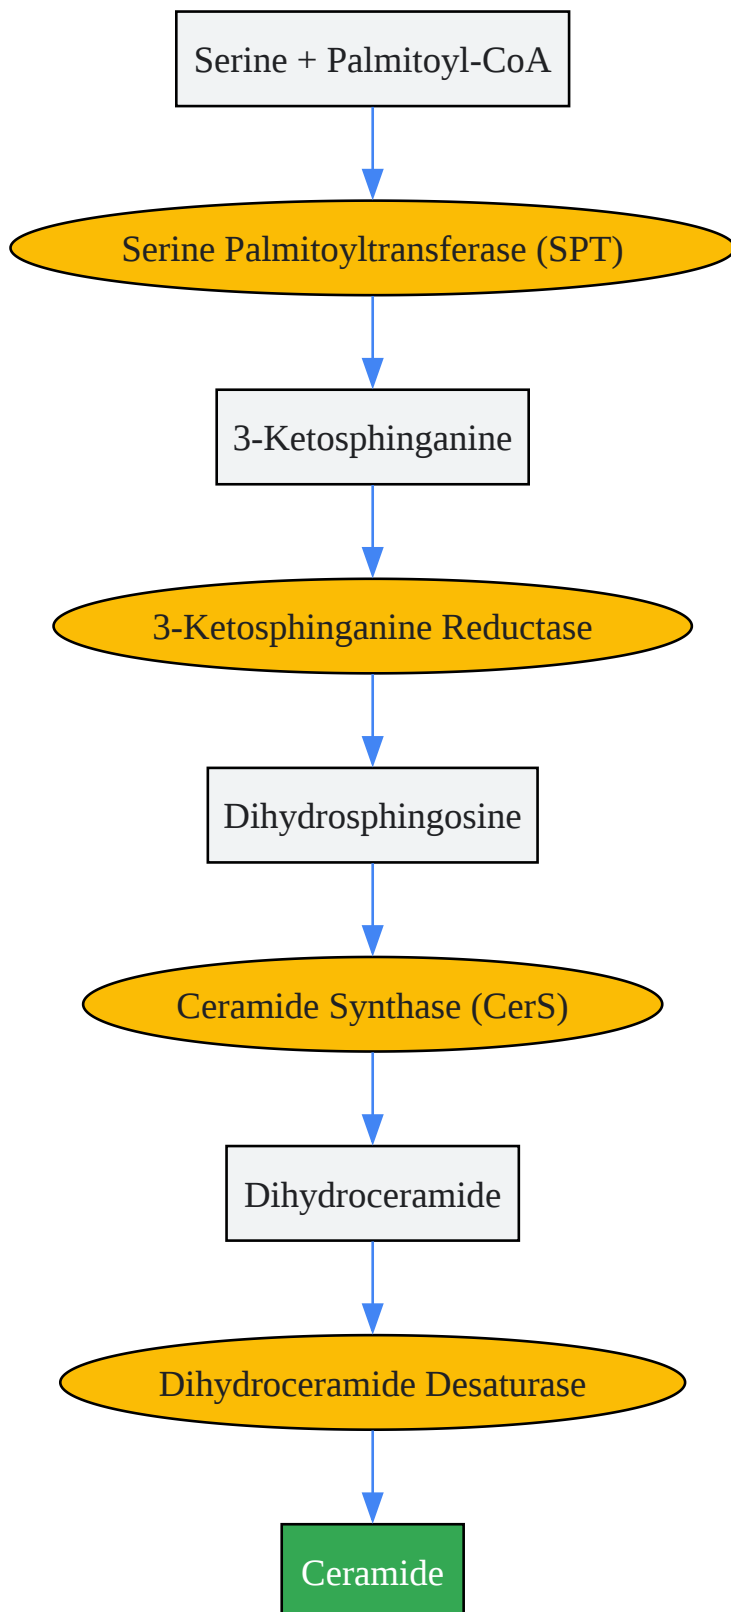 Serine + Palmitoyl-CoA
Serine Palmitoyltransferase (SPT)
3-Ketosphinganine
3-Ketosphinganine Reductase
Dihydrosphingosine
Ceramide Synthase (CerS)
Dihydroceramide
Dihydroceramide Desaturase
Ceramide